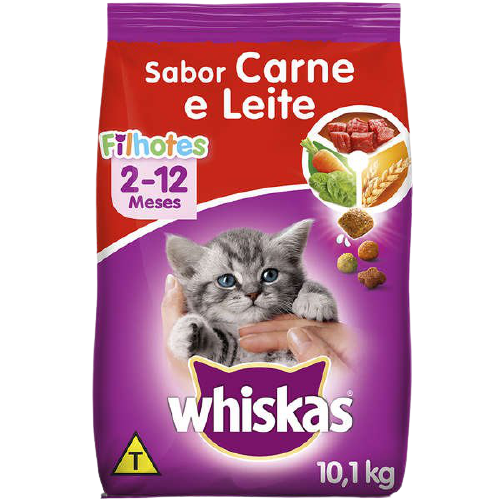 Sabor Carne
e Leite
Filhotes
2-12
Meses
whiskas
T
10,1 kg